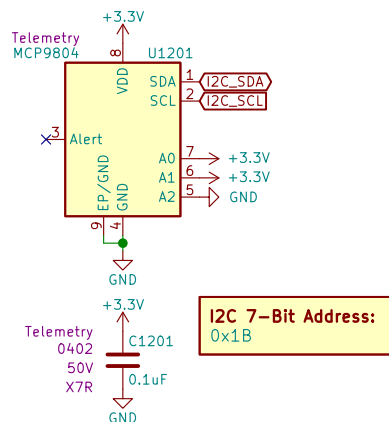 +3.3V
Telemetry
MCP9804
U1201
8
VDD
SDA 1 I2C_SDA
SCL 2 I2C_SCL
3 Alert
A0 7 +3.3V
A1 6 +3.3V
A2 5 GND
EP/GND
GND
9
4
GND
+3.3V
Telemetry
C1201
0402
50V
0.1uF
X7R
GND
I2C 7-Bit Address:
0x1B